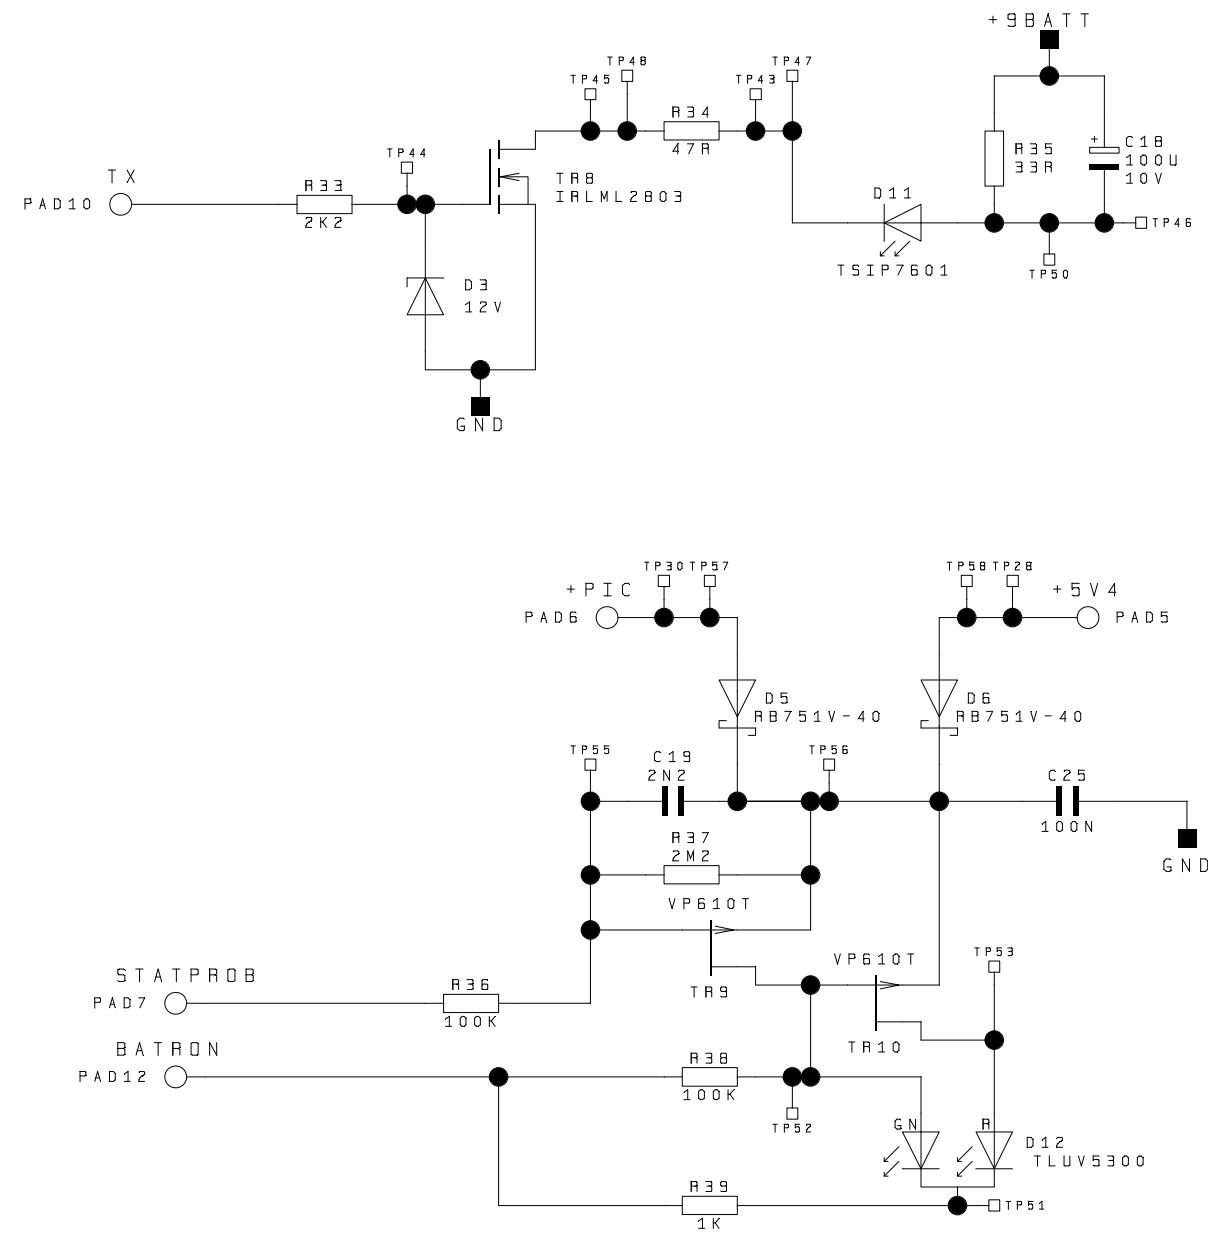 +9BATT
TP48
TP47
TP45
TP43
R34
47R
R35
33R
+
C18
100U
10V
TP44
TX
PAD10
R33
2K2
TR8
IRLML2803
D11
TSIP7601
TP46
TP50
D3
12V
GND
TP30
TP57
TP58
TP28
+PIC
PAD6
+5V4
PAD5
D5
RB751V-40
D6
RB751V-40
TP55
C19
2N2
TP56
C25
100N
R37
2M2
GND
VP610T
TR9
VP610T
TP53
STATPROB
PAD7
R36
100K
TR10
BATRON
PAD12
R38
100K
TP52
GN
R
D12
TLUV5300
R39
1K
TP51